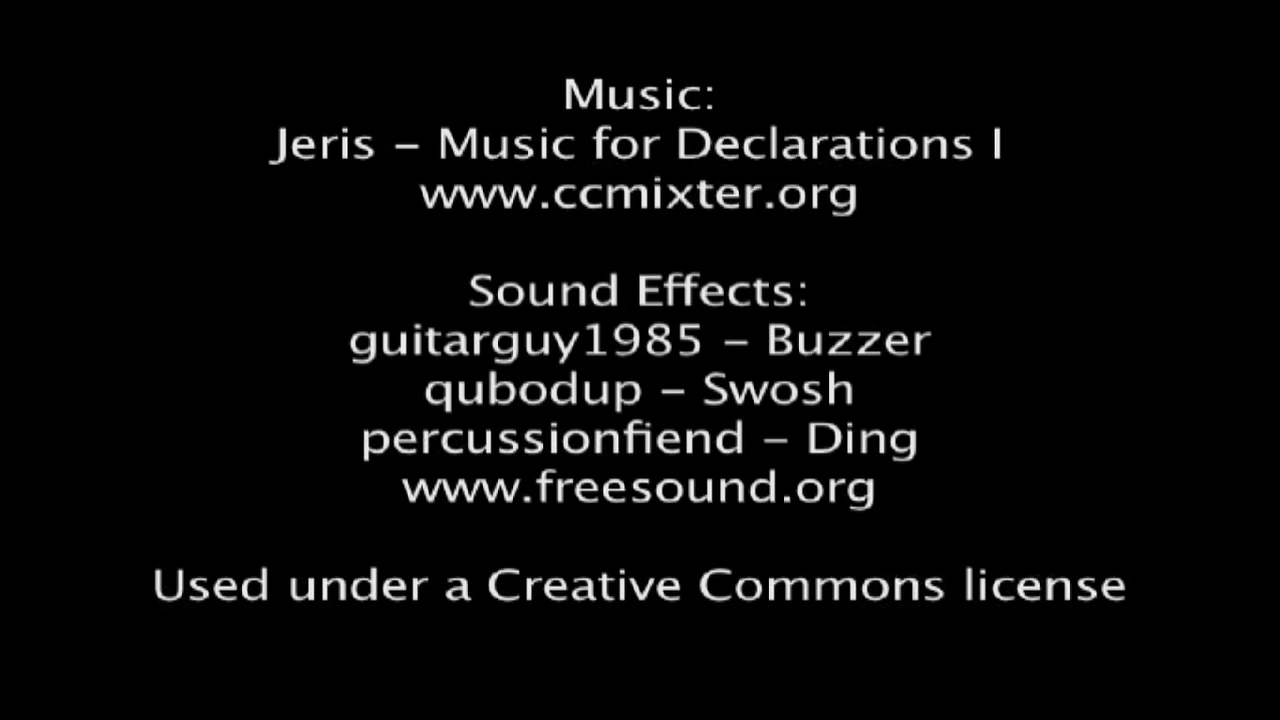 Music:
Jeris – Music for Declarations I
www.ccmixter.org
Sound Effects:
guitarguy1985 – Buzzer
qubodup – Swosh
percussionfiend – Ding
www.freesound.org
Used under a Creative Commons license